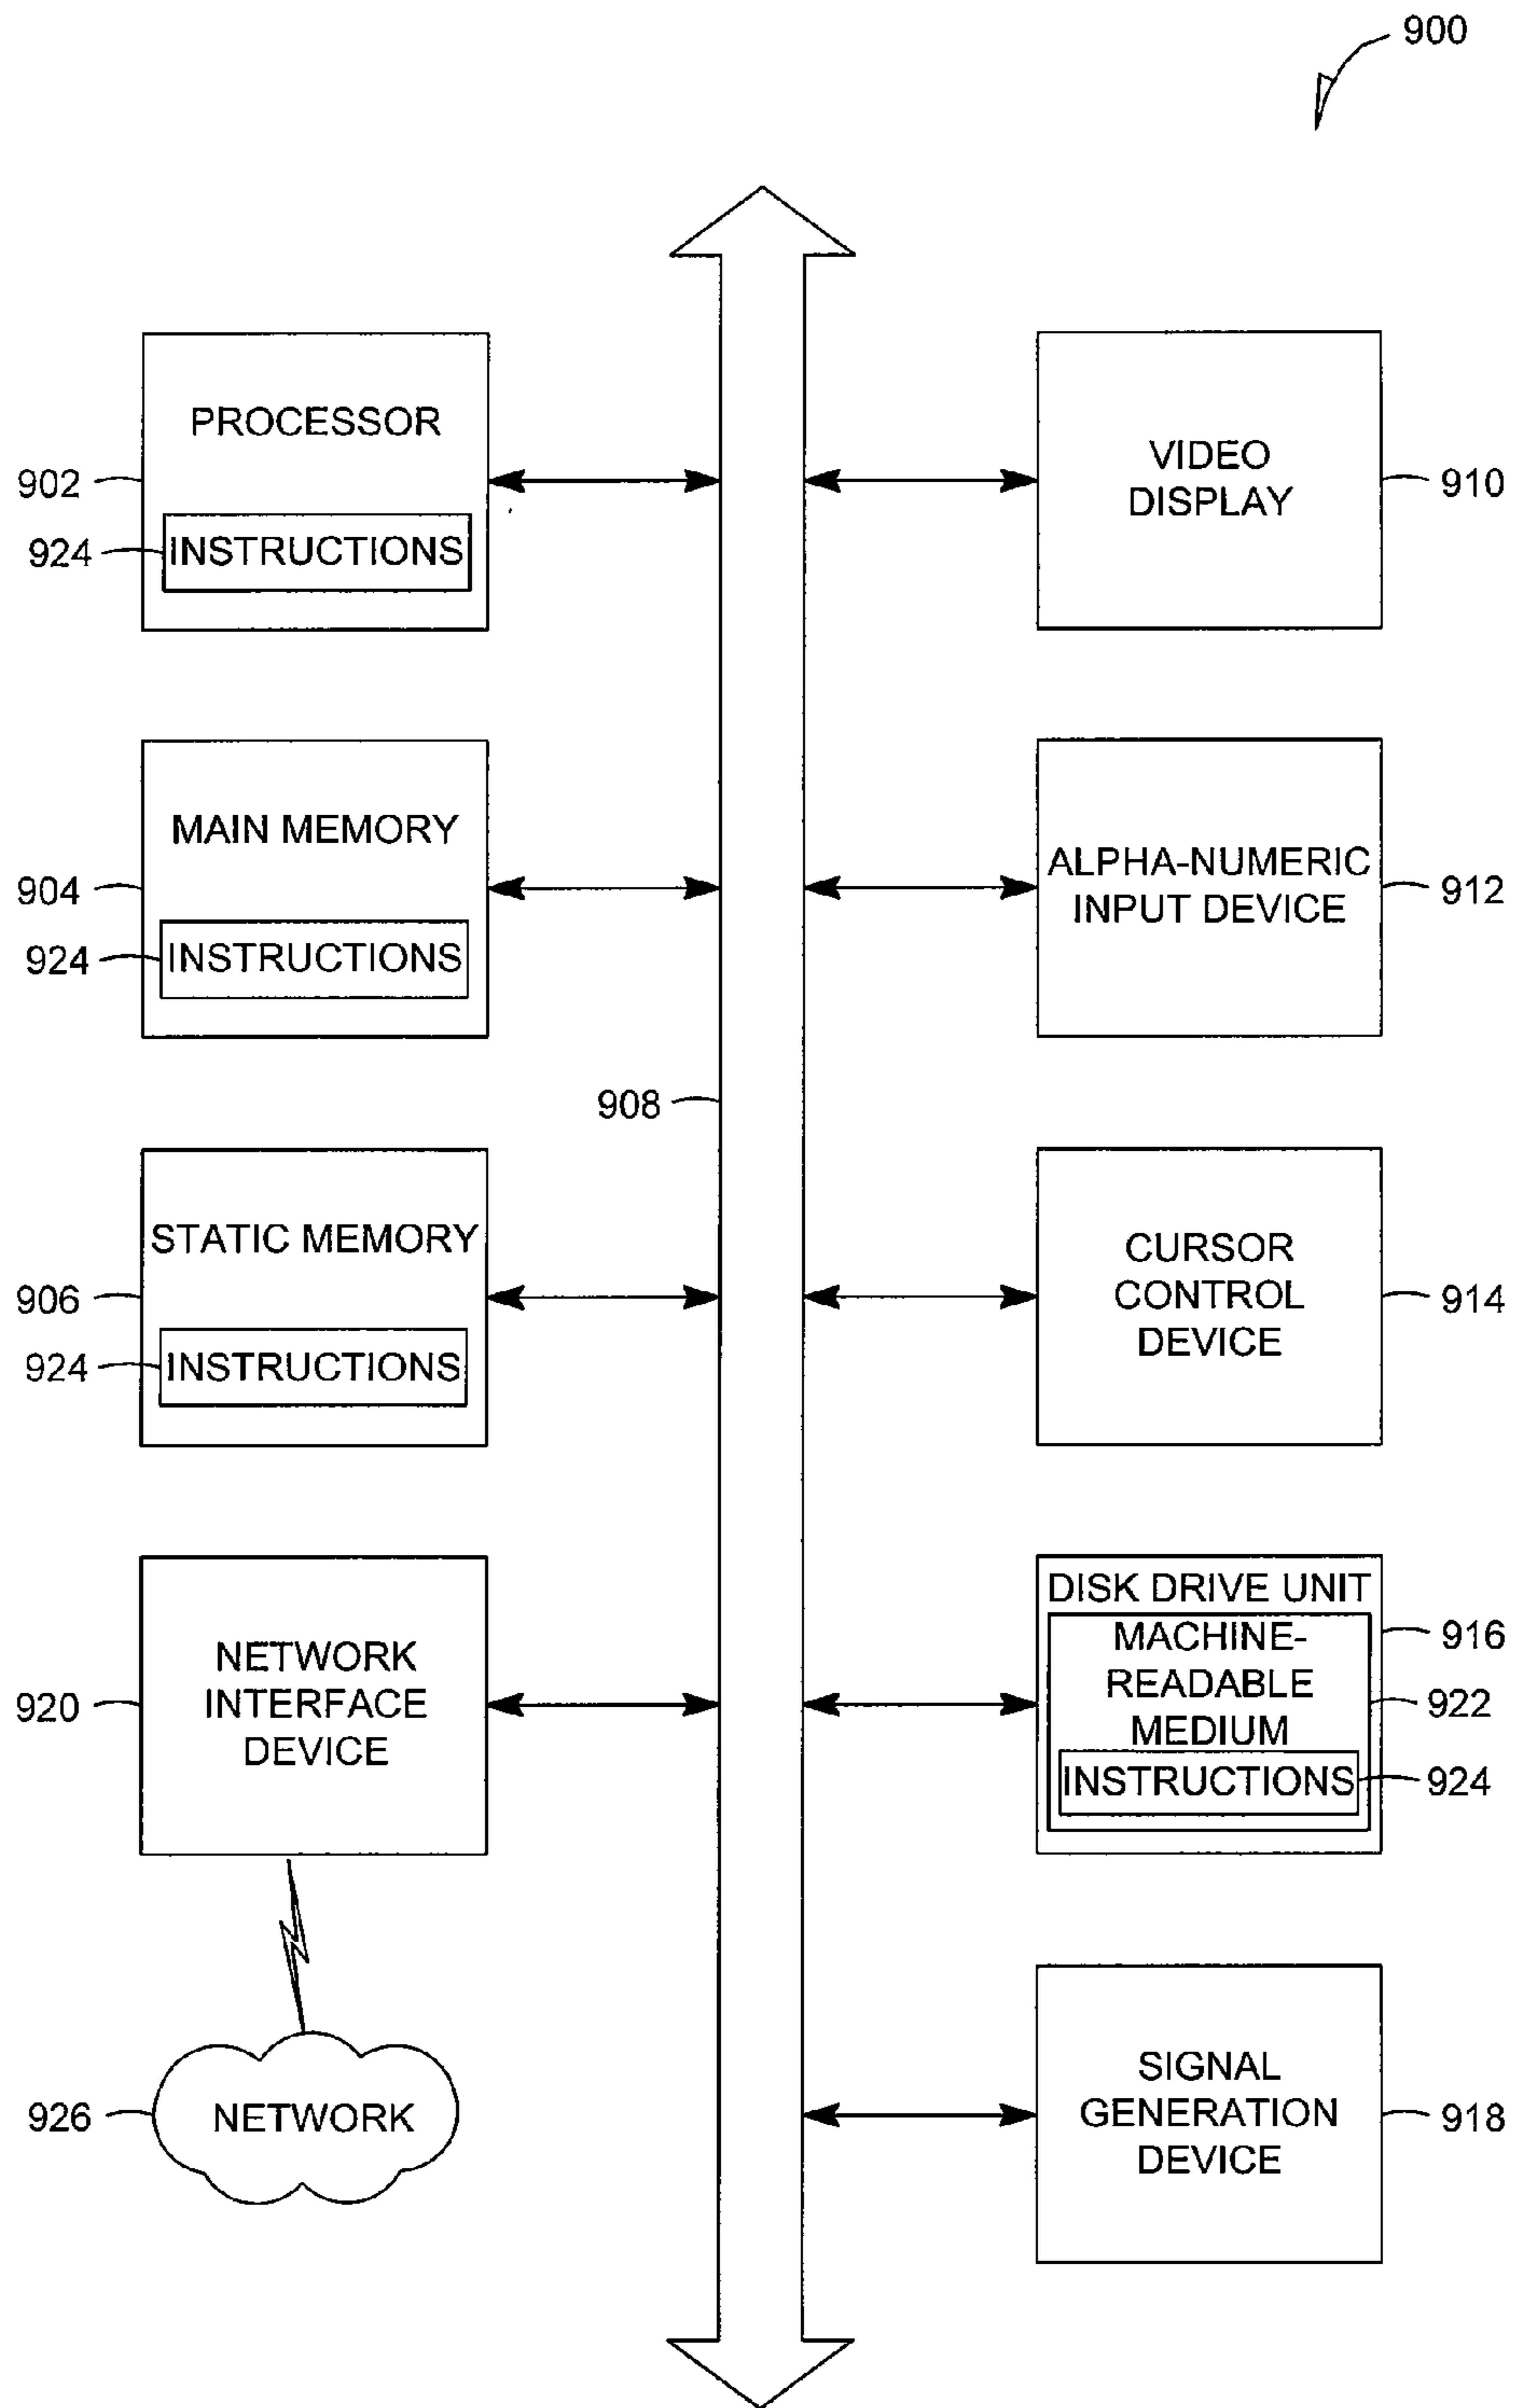 900
PROCESSOR
902
924
INSTRUCTIONS
VIDEO
DISPLAY
910
MAIN MEMORY
904
924
INSTRUCTIONS
ALPHA-NUMERIC
INPUT DEVICE
912
908
STATIC MEMORY
906
924
INSTRUCTIONS
CURSOR
CONTROL
DEVICE
914
NETWORK
INTERFACE
DEVICE
920
DISK DRIVE UNIT
916
MACHINE-
READABLE
MEDIUM
922
INSTRUCTIONS
924
926
NETWORK
SIGNAL
GENERATION
DEVICE
918